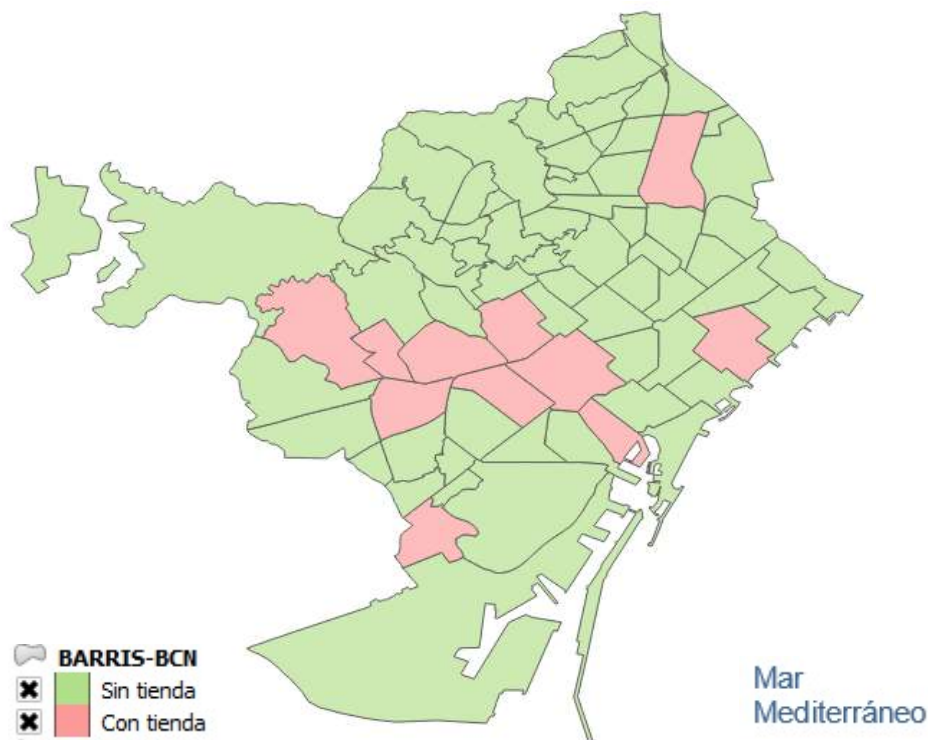 BARRIS-BCN
Sin tienda
Con tienda
Mar
Mediterráneo